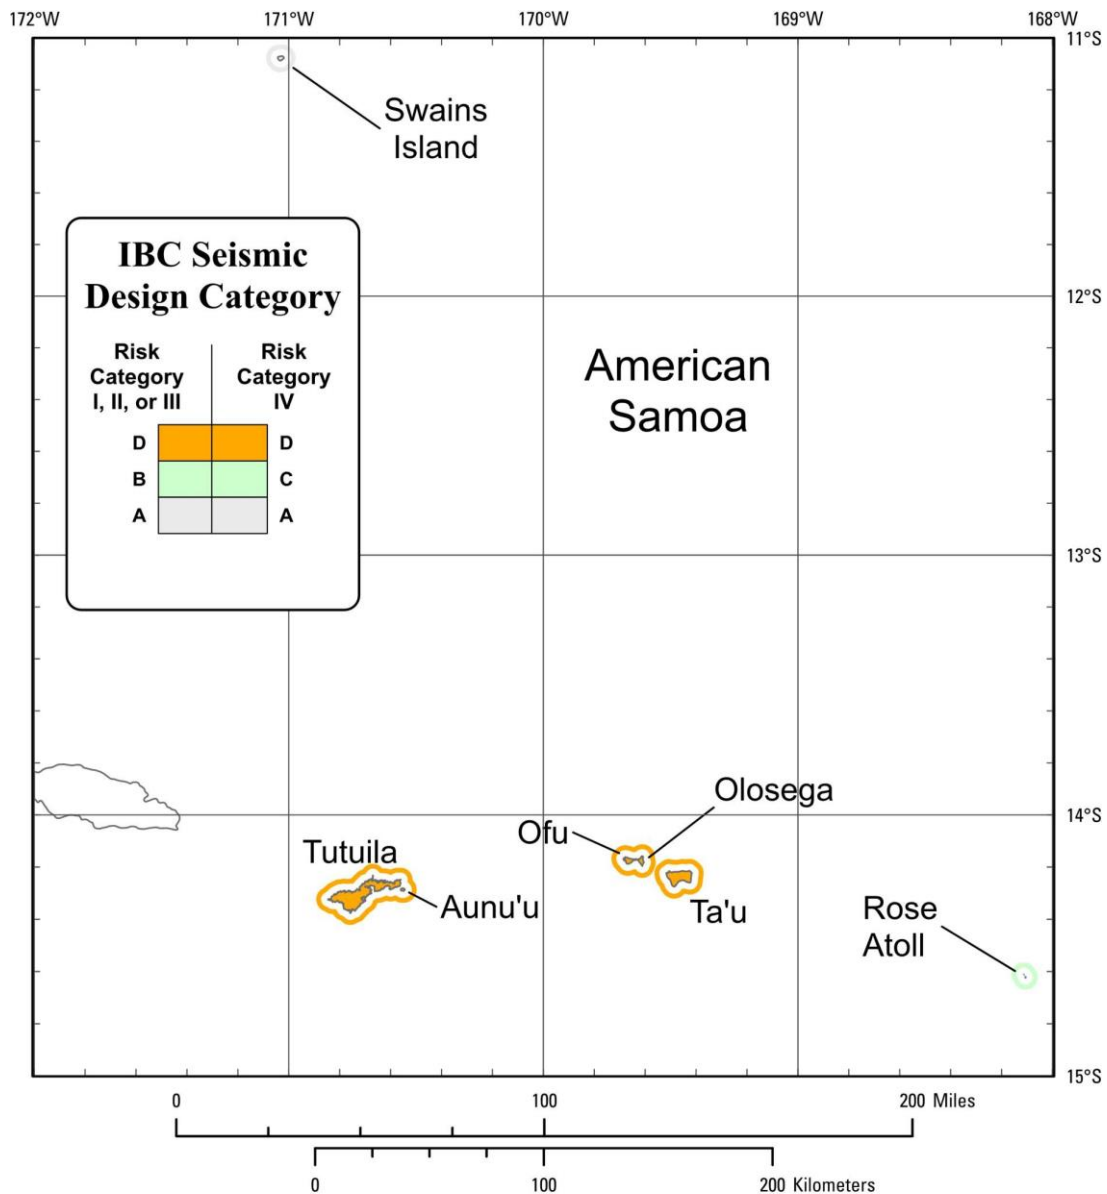 172°W 171°W 170°W 169°W 168°W
11°S
Swains
Island
IBC Seismic
Design Category
Risk
Category
I, II, or III
Risk
Category
IV
D D
B C
A A
12°S
American
Samoa
13°S
Olosega
14°S
Ofu
Tutuila
Aunu'u
Ta'u
Rose
Atoll
15°S
0 100 200 Miles
0 100 200 Kilometers